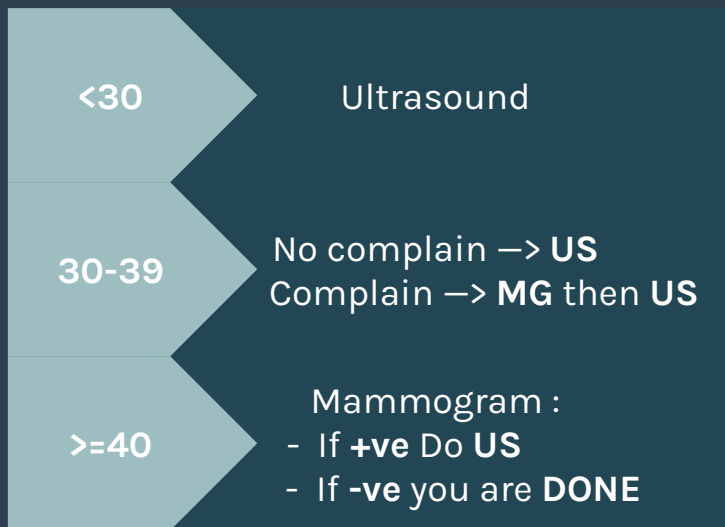 <30
Ultrasound
30-39
No complain —> US
Complain —> MG then US
>=40
Mammogram :
- If +ve Do US
- If -ve you are DONE